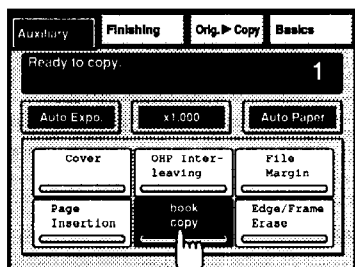 Auxiliary Finishing Orig.▶Copy Basics
Ready to copy.
1
Auto Expo. x1.000 Auto Paper
Cover OHP Inter- File
leaving Margin
Page book Edge/Frame
Insertion copy Erase